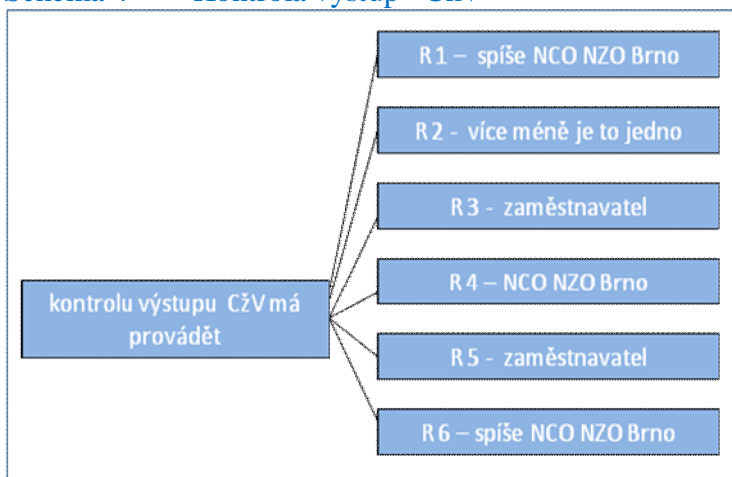 R 1 – spíše NCO NZO Brno
R 2 - více méně je to jedno
R 3 - zaměstnavatel
kontrolu výstupu CŽV má
provádět
R 4 – NCO NZO Brno
R 5 - zaměstnavatel
R 6 – spíše NCO NZO Brno